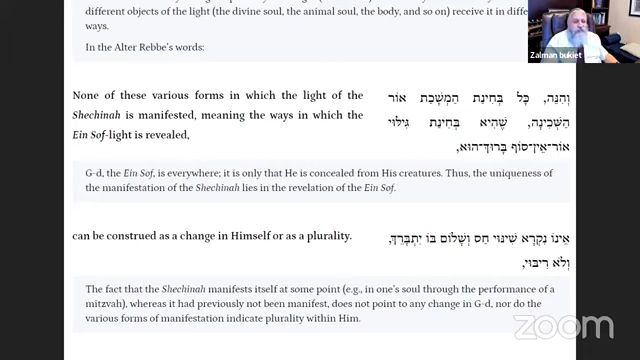 different objects of the light (the divine soul, the animal soul, the body, and so on) receive it in
ways.
In the Alter Rebbe's words:
None of these various forms in which the light of the
Shechinah is manifested, meaning the ways in which the
Ein Sof-light is revealed,
וְהִנֵּה, כָּל בְּחִינַת הַמְשָׁכַת אוֹר
הַשְּׁכִינָה, שֶׁהִיא בְּחִינַת גִּילּוּי
אוֹר־אֵין־סוֹף בָּרוּךְ־הוּא,
G-d, the Ein Sof, is everywhere; it is only that He is concealed from His creatures. Thus, the uniqueness of
the manifestation of the Shechinah lies in the revelation of the Ein Sof.
can be construed as a change in Himself or as a plurality.
אֵינוֹ נִקְרָא שִׁינּוּי חַס וְשָׁלוֹם בּוֹ יִתְבָּרֵךְ,
וְלֹא רִיבּוּי,
The fact that the Shechinah manifests itself at some point (e.g., in one's soul through the performance of a
mitzvah), whereas it had previously not been manifest, does not point to any change in G-d, nor do the
various forms of manifestation indicate plurality within Him.
Zalman bukiet
zoom